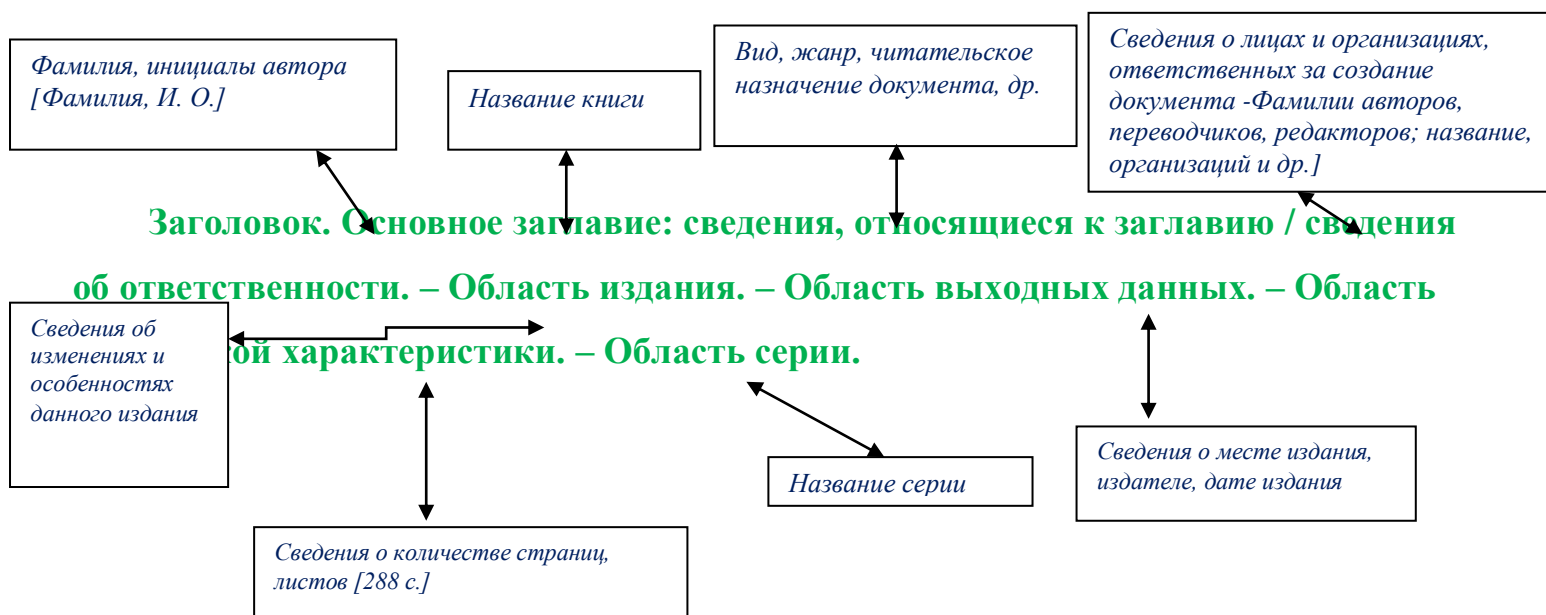 Фамилия, инициалы автора
[Фамилия, И. О.]
Название книги
Вид, жанр, читательское
назначение документа, др.
Сведения о лицах и организациях,
ответственных за создание
документа -Фамилии авторов,
переводчиков, редакторов; название,
организаций и др.]
Заголовок. Основное заглавие: сведения, относящиеся к заглавию / сведения
об ответственности. – Область издания. – Область выходных данных. – Область
характеристики. – Область серии.
Сведения об
изменениях и
особенностях
данного издания
Сведения о месте издания,
издателе, дате издания
Название серии
Сведения о количестве страниц,
листов [288 с.]